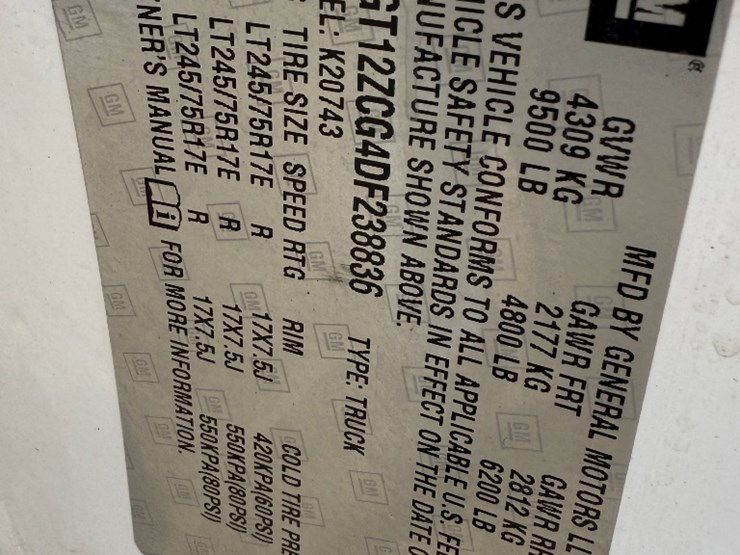 GM®
MFD BY GENERAL MOTORS LL
GVWR GAWR FRT GAWR R
4309 KG 2177 KG 2812 KG
9500 LB 4800 LB 6200 LB
S VEHICLE CONFORMS TO ALL APPLICABLE U.S. FE
ICLE SAFETY STANDARDS IN EFFECT ON THE DATE O
NUFACTURE SHOWN ABOVE.
GT12ZCG4DF238836 TYPE: TRUCK
EL. K20743
TIRE SIZE SPEED RTG RIM COLD TIRE PRE
LT245/75R17E R 17X7.5J 420KPA(60PSI)
LT245/75R17E R 17X7.5J 550KPA(80PSI)
LT245/75R17E R 17X7.5J 550KPA(80PSI)
NER'S MANUAL FOR MORE INFORMATION.